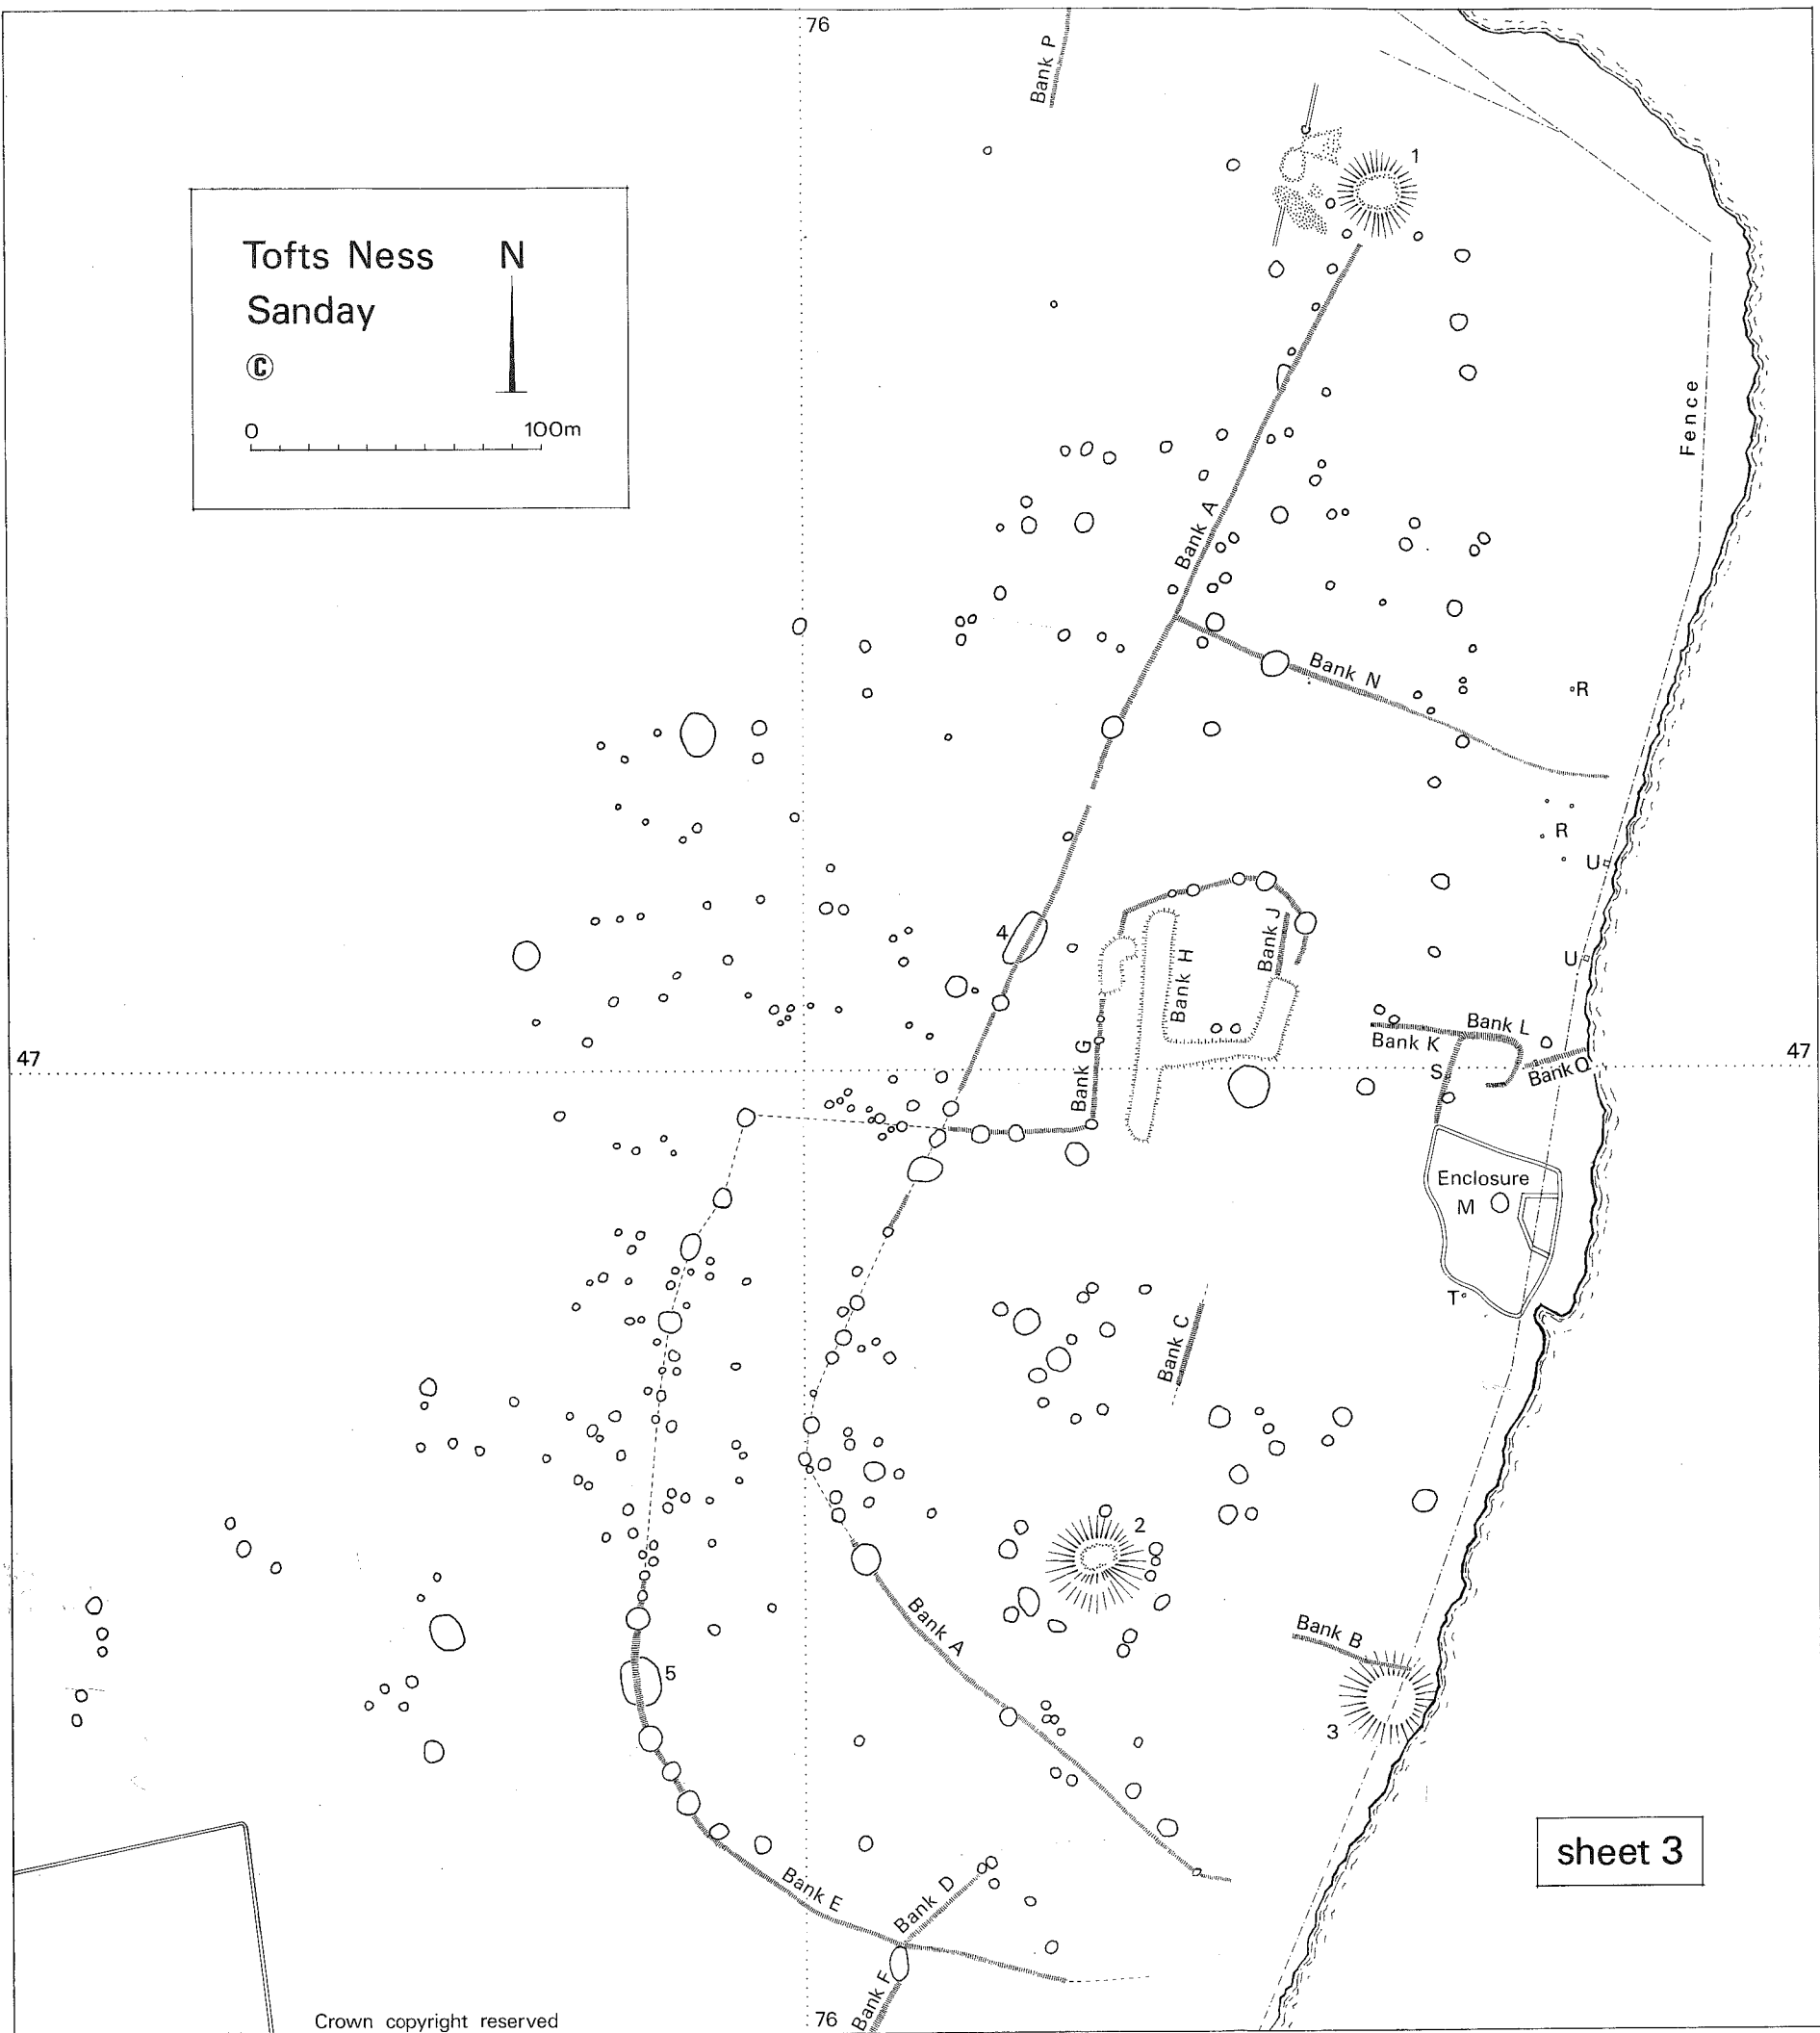 76
Bank P
Tofts Ness
N
Sanday
©
0
100m
1
Fence
Bank A
Bank N
R
R
U
4
Bank J
Bank H
U
Bank L
47
Bank K
47
Bank G
S
Bank Q
Enclosure
M
T
Bank C
2
Bank A
Bank B
5
3
sheet 3
Bank E
Bank D
Bank F
Crown copyright reserved
76